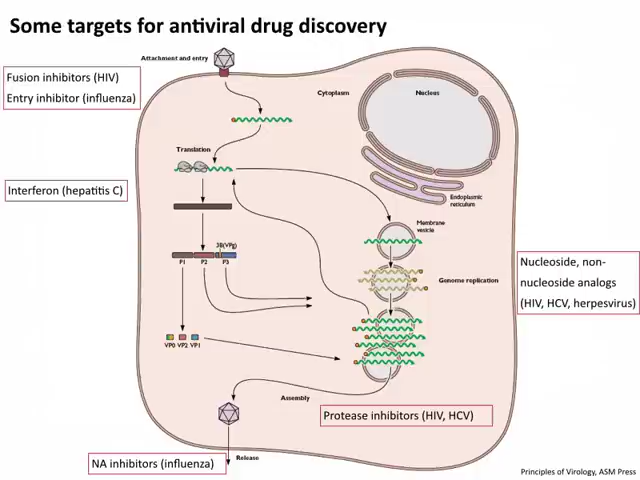 Some targets for antiviral drug discovery
Attachment and entry
Fusion inhibitors (HIV)
Entry inhibitor (influenza)
Cytoplasm
Nucleus
Translation
Interferon (hepatitis C)
Endoplasmic
reticulum
Membrane
vesicle
3B(VPg)
P1 P2 P3
Genome replication
Nucleoside, non-
nucleoside analogs
(HIV, HCV, herpesvirus)
VP0 VP2 VP1
Assembly
Protease inhibitors (HIV, HCV)
Release
NA inhibitors (influenza)
Principles of Virology, ASM Press